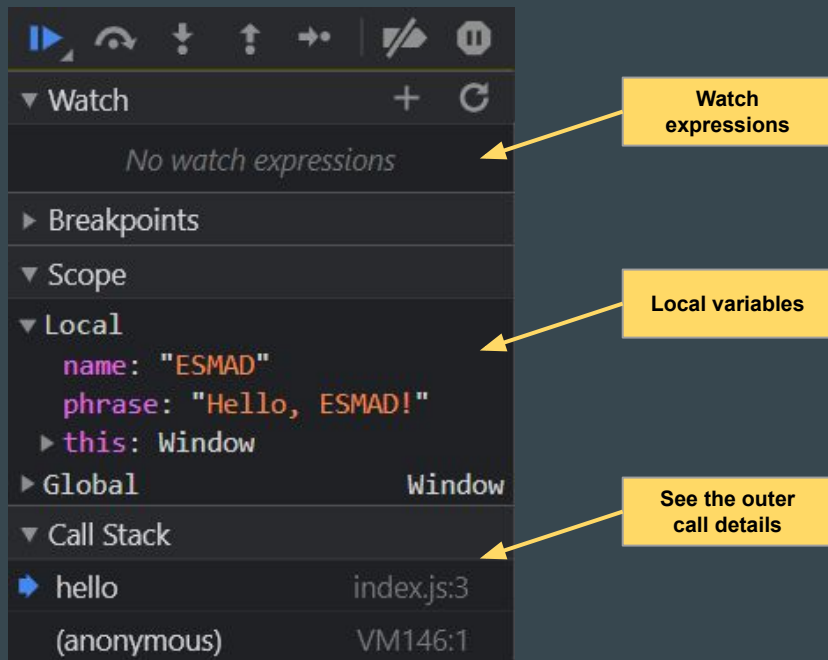 Watch
No watch expressions
Breakpoints
Scope
Local
name: "ESMAD"
phrase: "Hello, ESMAD!"
this: Window
Global Window
Call Stack
hello index.js:3
(anonymous) VM146:1
Watch
expressions
Local variables
See the outer
call details